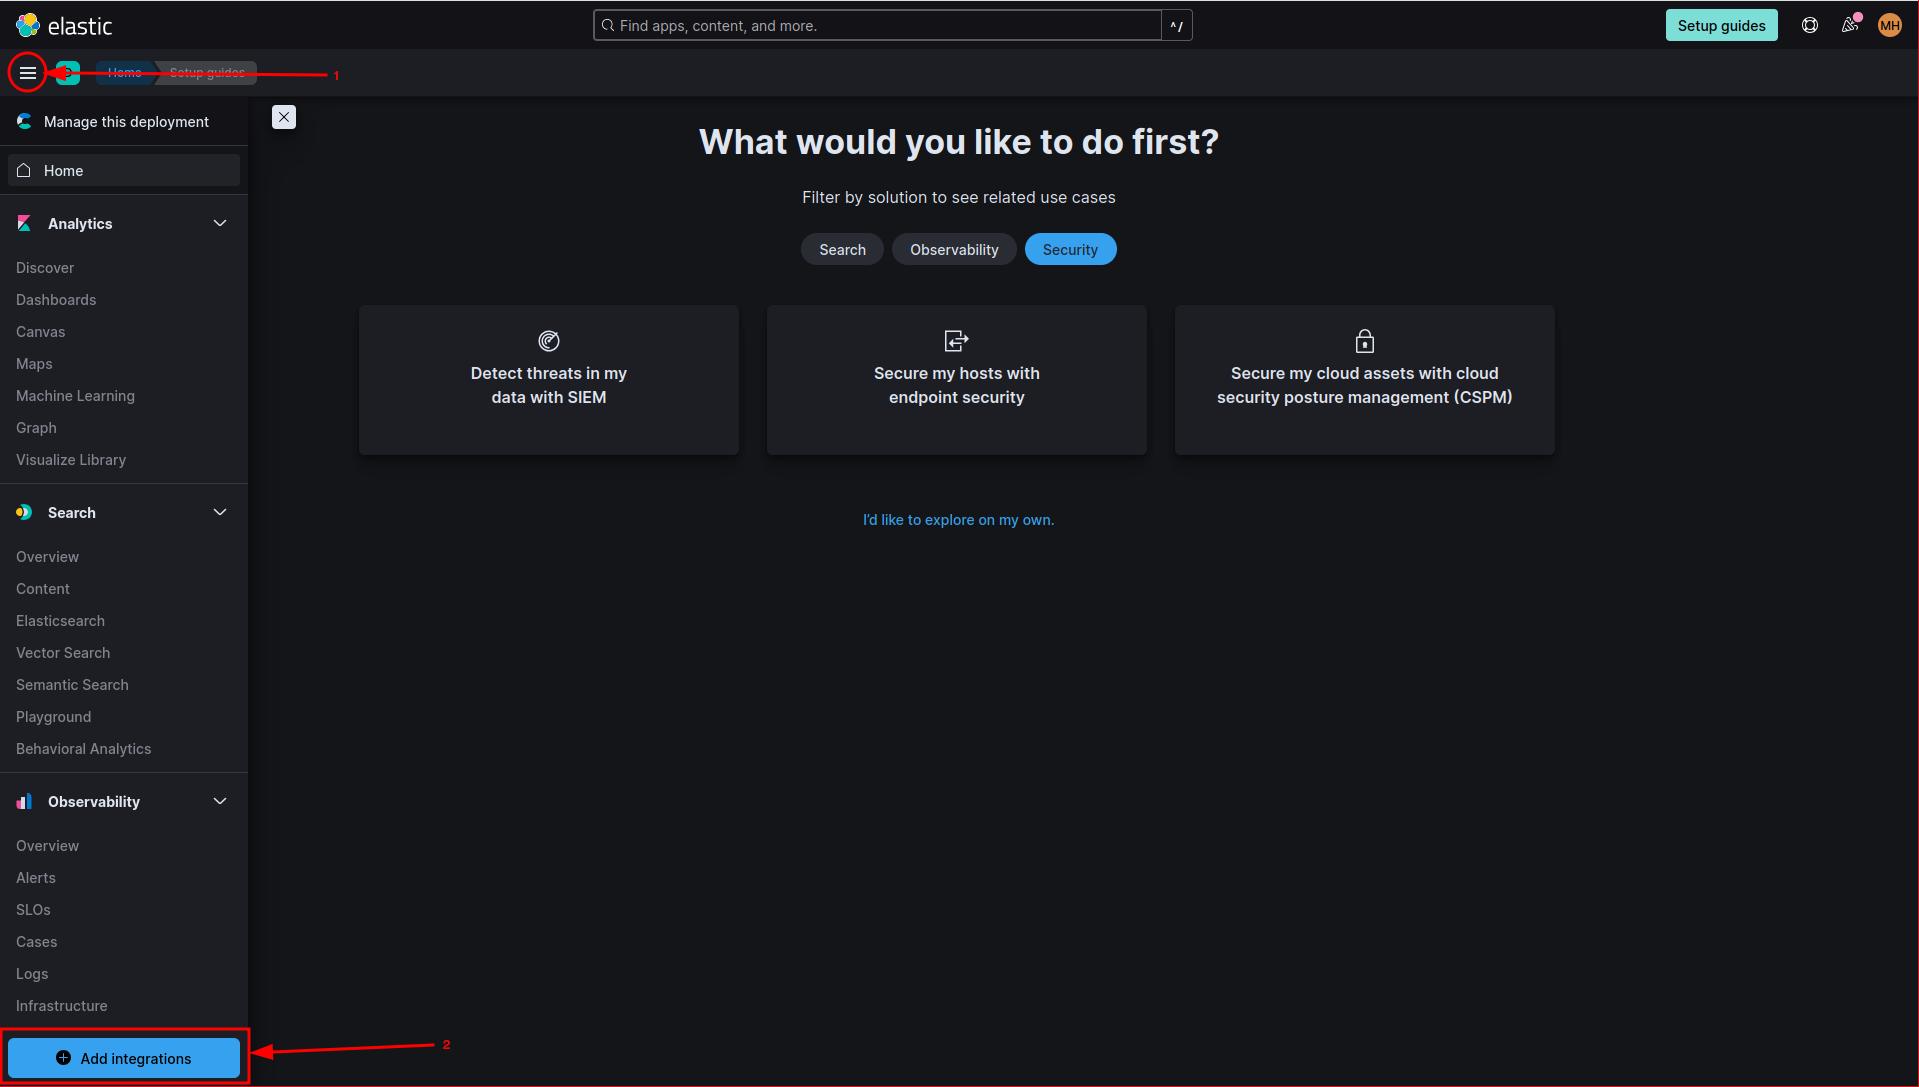 elastic
Find apps, content, and more.
^/
Setup guides
MH
Home
Setup guides
1
Manage this deployment
Home
Analytics
Discover
Dashboards
Canvas
Maps
Machine Learning
Graph
Visualize Library
Search
Overview
Content
Elasticsearch
Vector Search
Semantic Search
Playground
Behavioral Analytics
Observability
Overview
Alerts
SLOs
Cases
Logs
Infrastructure
Add integrations
2
What would you like to do first?
Filter by solution to see related use cases
Search
Observability
Security
Detect threats in my
data with SIEM
Secure my hosts with
endpoint security
Secure my cloud assets with cloud
security posture management (CSPM)
I'd like to explore on my own.